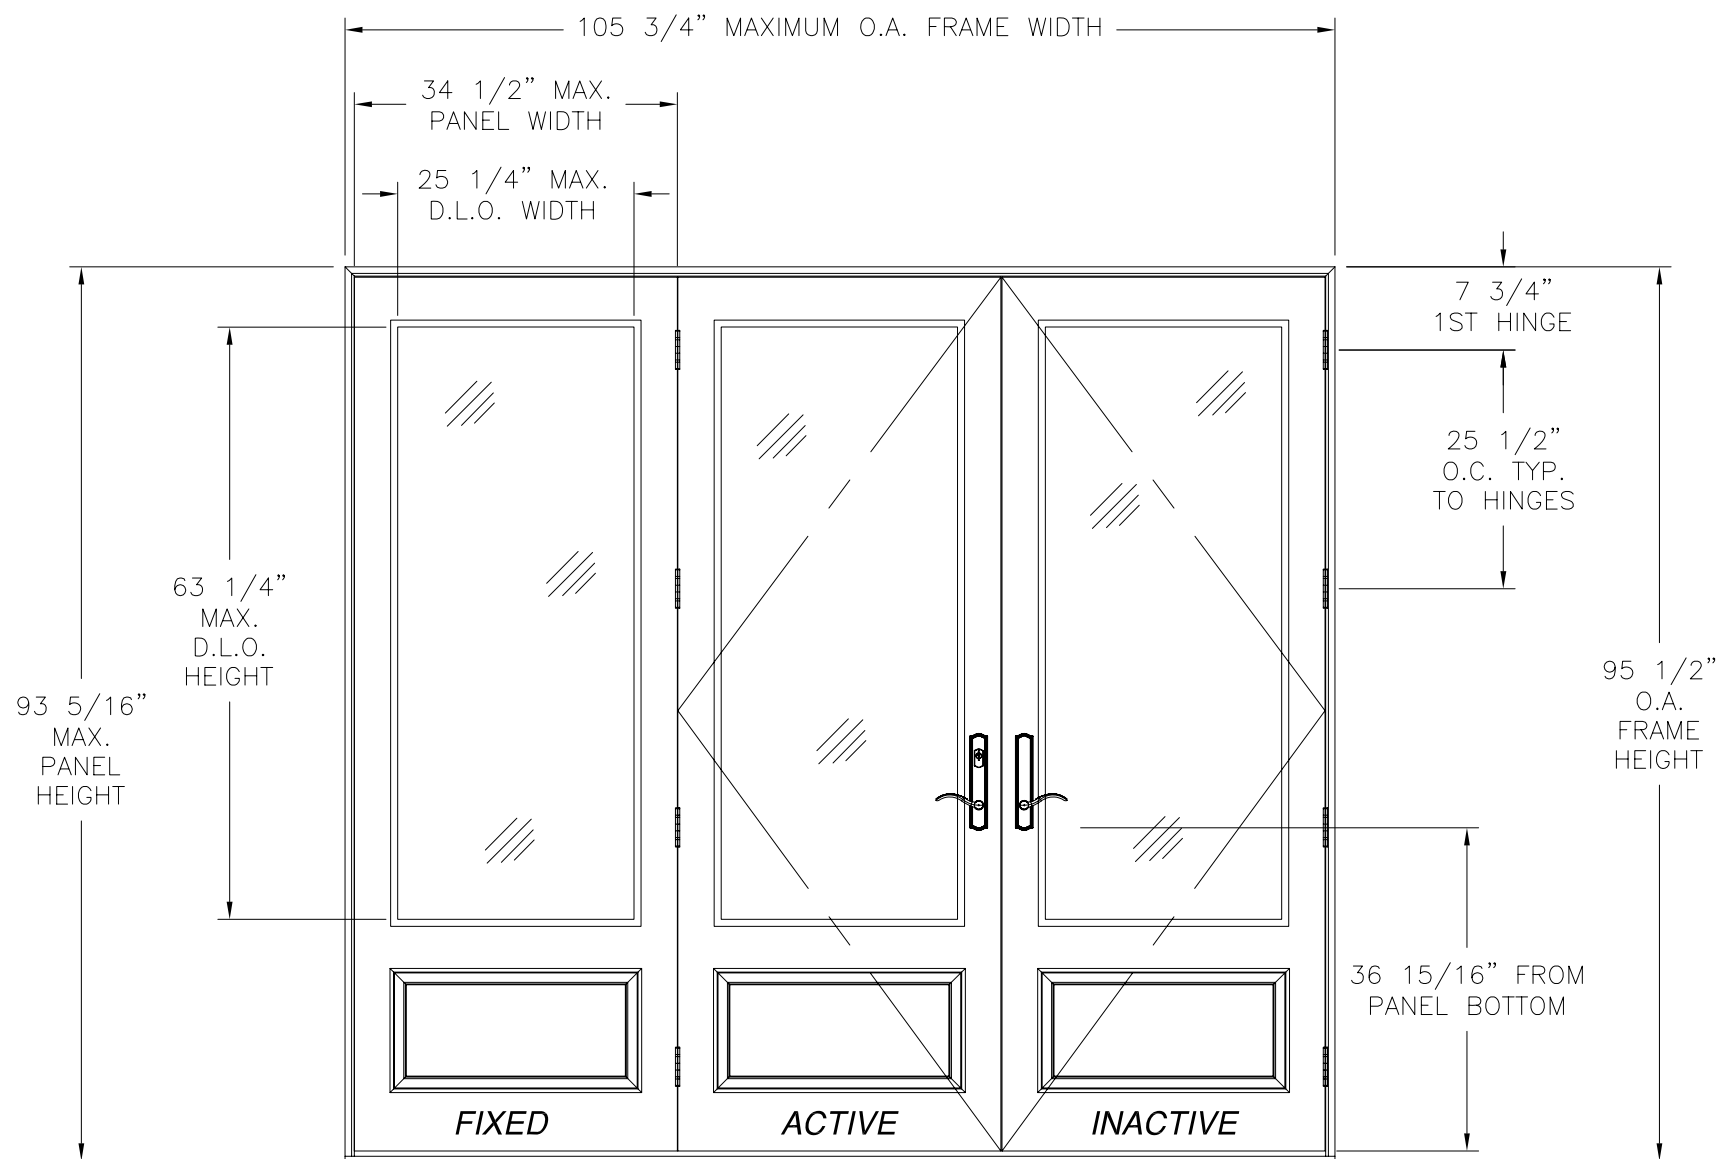 105 3/4” MAXIMUM O.A. FRAME WIDTH
34 1/2” MAX.
PANEL WIDTH
25 1/4” MAX.
D.L.O. WIDTH
7 3/4”
1ST HINGE
25 1/2”
O.C. TYP.
TO HINGES
63 1/4”
MAX.
D.L.O.
HEIGHT
93 5/16”
MAX.
PANEL
HEIGHT
95 1/2”
O.A.
FRAME
HEIGHT
36 15/16” FROM
PANEL BOTTOM
FIXED
ACTIVE
INACTIVE